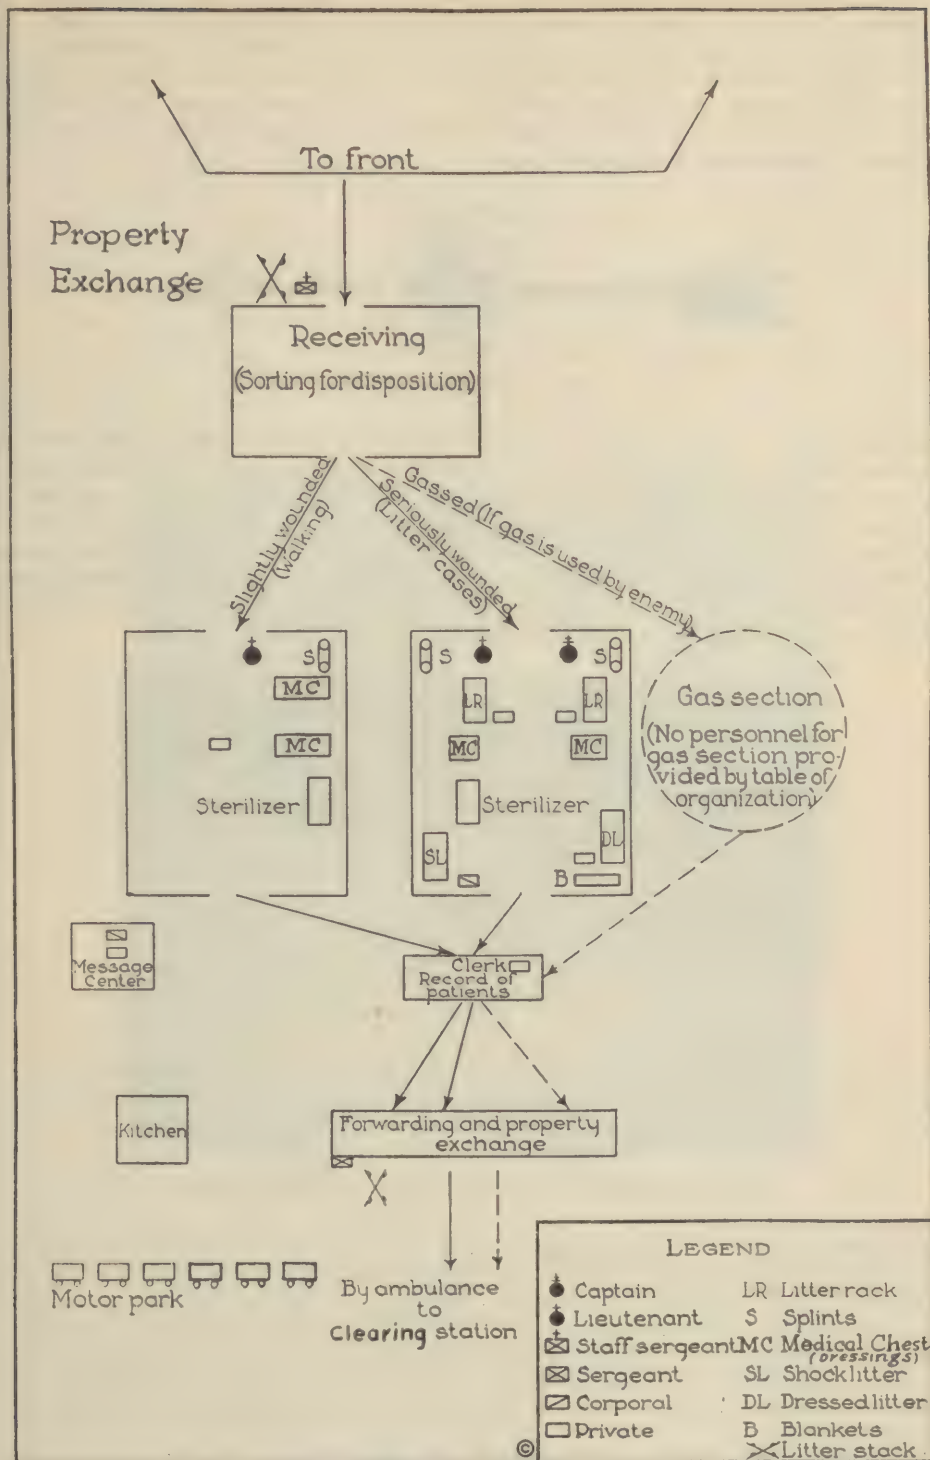 To front
Property
Exchange
Receiving
(Sorting for disposition)
Slightly wounded
(walking)
Seriously wounded
(Litter cases)
Gassed (If gas is used by enemy)
S
MC
MC
Sterilizer
S
S
LR
LR
MC
MC
Sterilizer
SL
DL
B
Gas section
(No personnel for
gas section pro-
vided by table of
organization)
Message
Center
Clerk
Record of
patients
Kitchen
Forwarding and property
exchange
Motor park
By ambulance
to
Clearing station
LEGEND
Captain LR Litter rack
Lieutenant S Splints
Staff sergeant MC Medical Chest
(DRESSINGS)
Sergeant SL Shock litter
Corporal DL Dressed litter
Private B Blankets
Litter stack
©